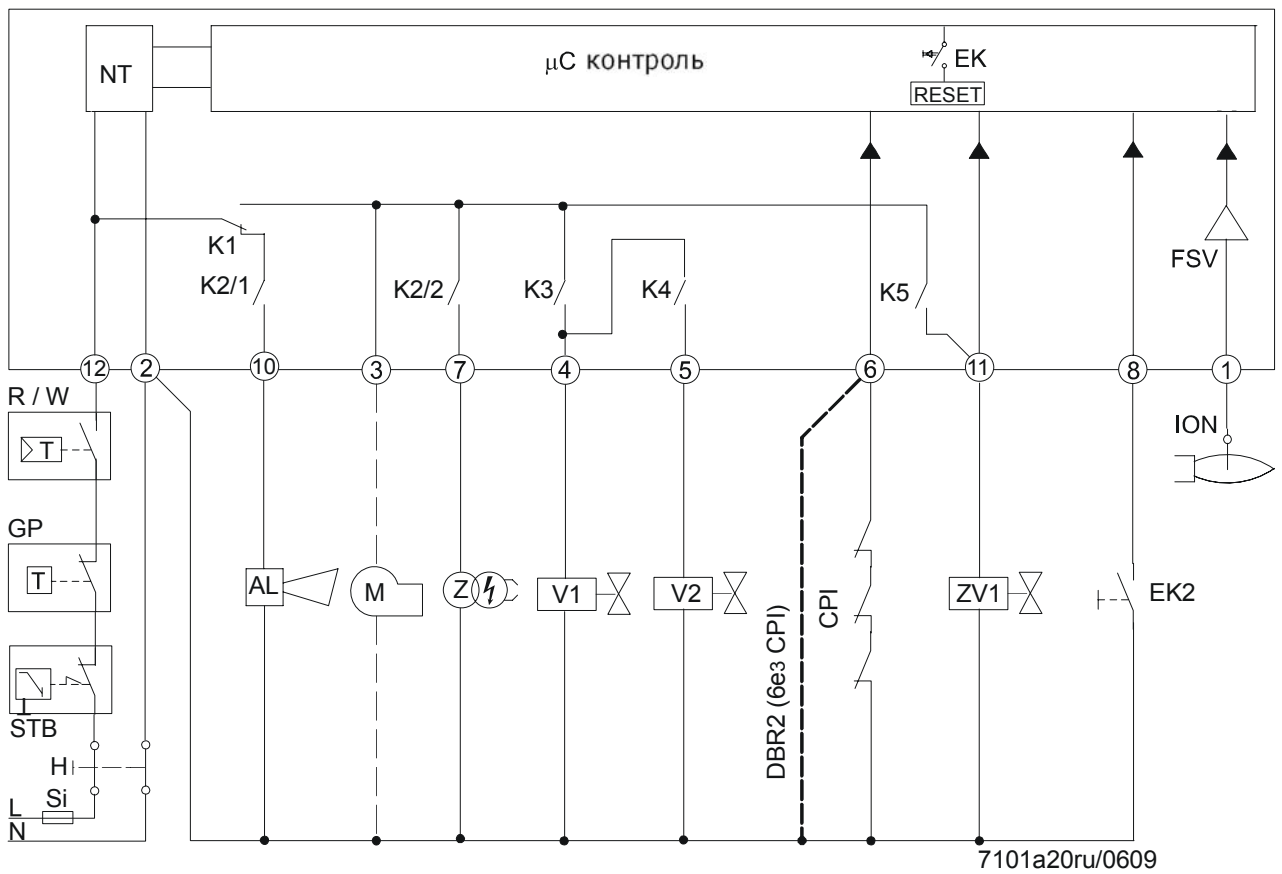 NT
μC контроль
EK
RESET
FSV
K1
K2/1
K2/2
K3
K4
K5
12
2
10
3
7
4
5
6
11
8
1
R / W
T
ION
GP
T
AL
M
Z
V1
V2
DBR2 (без CPI)
CPI
ZV1
EK2
STB
H
Si
L
N
7101a20ru/0609